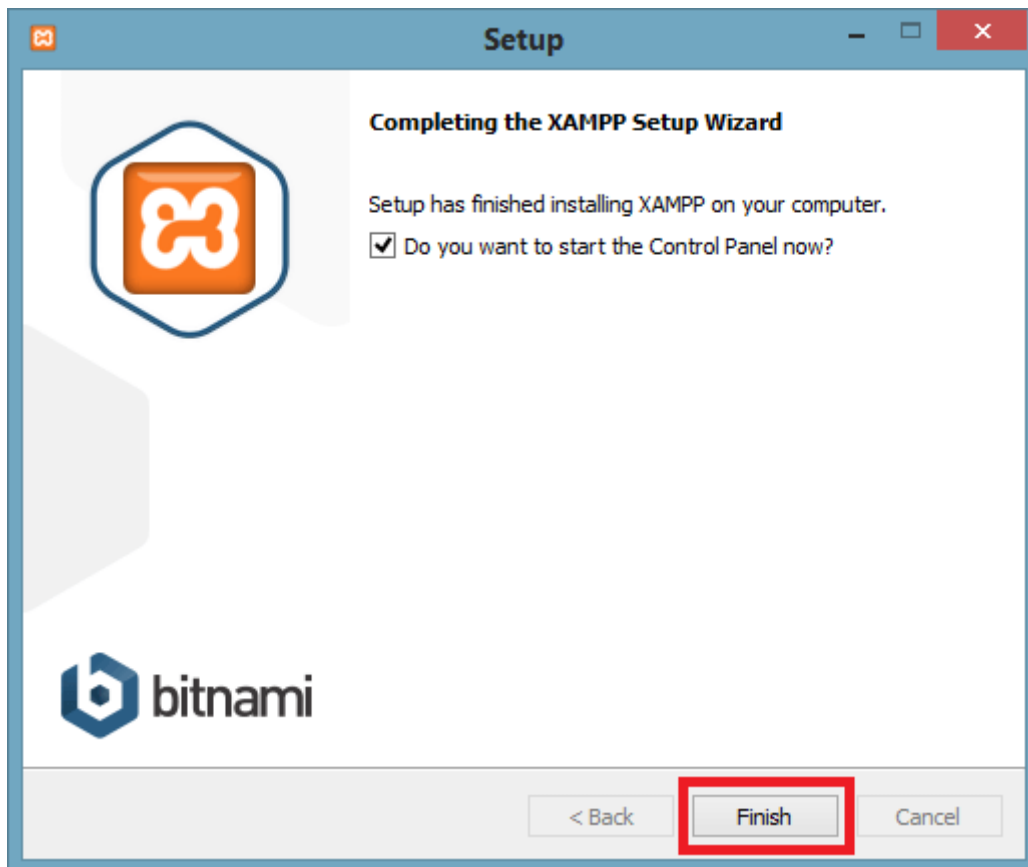 Setup
Completing the XAMPP Setup Wizard
Setup has finished installing XAMPP on your computer.
Do you want to start the Control Panel now?
bitnami
< Back
Finish
Cancel